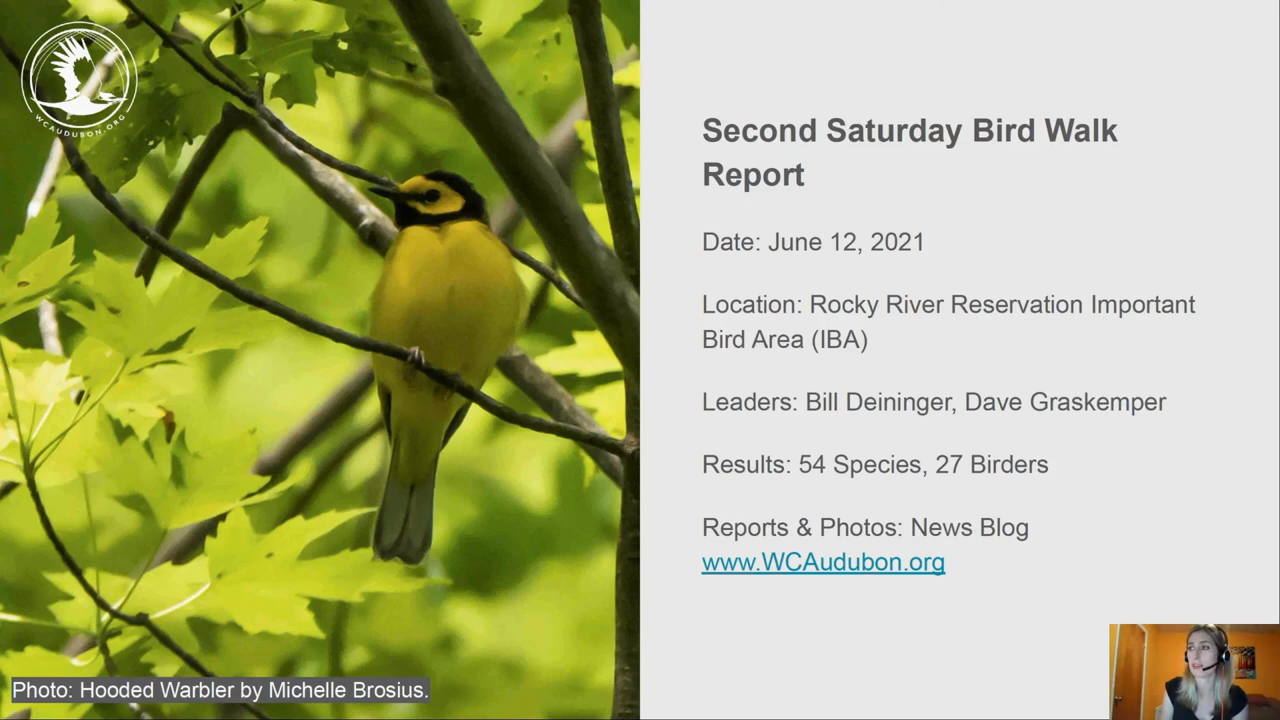 WCAUDUBON.ORG
Second Saturday Bird Walk
Report
Date: June 12, 2021
Location: Rocky River Reservation Important
Bird Area (IBA)
Leaders: Bill Deininger, Dave Graskemper
Results: 54 Species, 27 Birders
Reports & Photos: News Blog
www.WCAudubon.org
Photo: Hooded Warbler by Michelle Brosius.